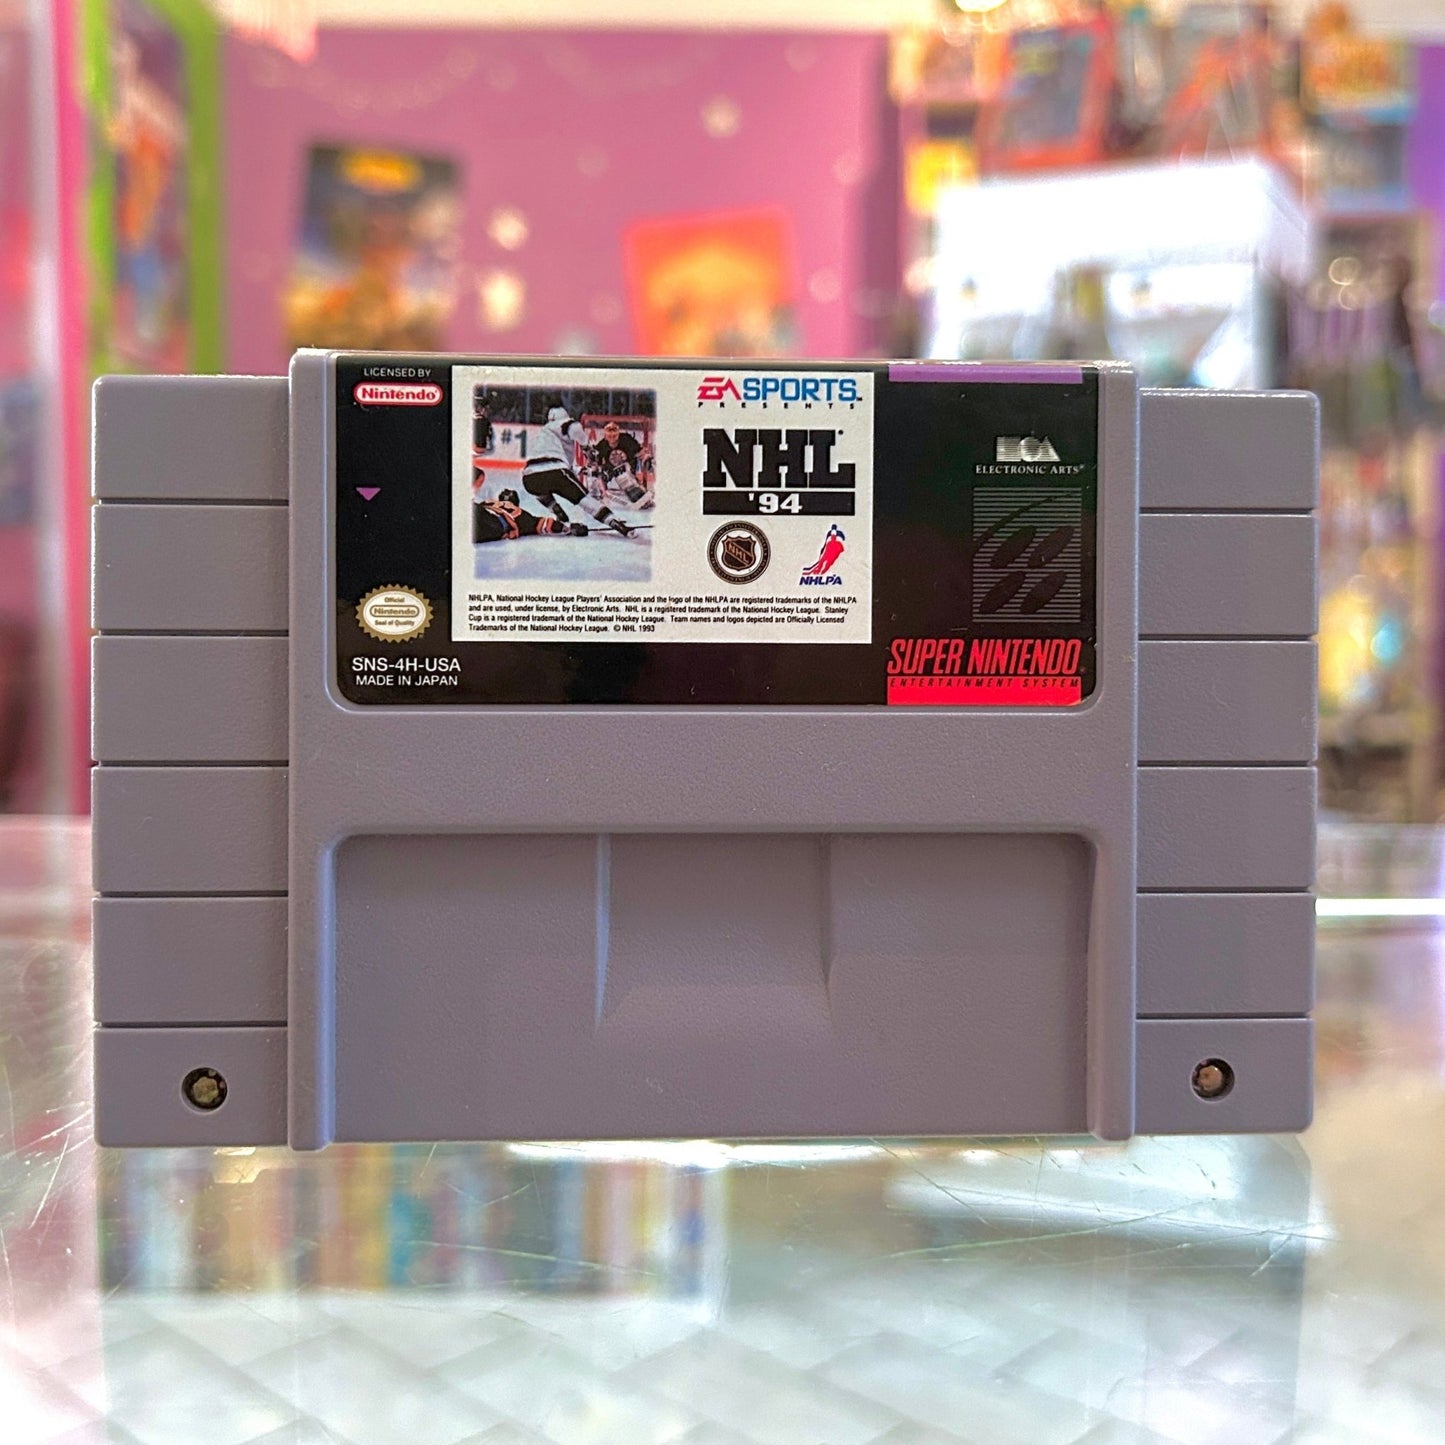 LICENSED BY
Nintendo®
#1
EA SPORTS™
PRESENTS
NHL®
'94
NHL
NHLPA
NHLPA, National Hockey League Players' Association and the logo of the NHLPA are registered trademarks of the NHLPA
and are used, under license, by Electronic Arts. NHL is a registered trademark of the National Hockey League. Stanley
Cup is a registered trademark of the National Hockey League. Team names and logos depicted are Officially Licensed
Trademarks of the National Hockey League. © NHL 1993
Official
Nintendo
Seal of Quality
SNS-4H-USA
MADE IN JAPAN
ELECTRONIC ARTS®
SUPER NINTENDO®
ENTERTAINMENT SYSTEM